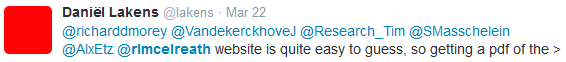 Daniël Lakens @lakens · Mar 22
@richarddmorey @VandekerckhoveJ @Research_Tim @SMasschelein
@AlxEtz @rlmcelreath website is quite easy to guess, so getting a pdf of the >